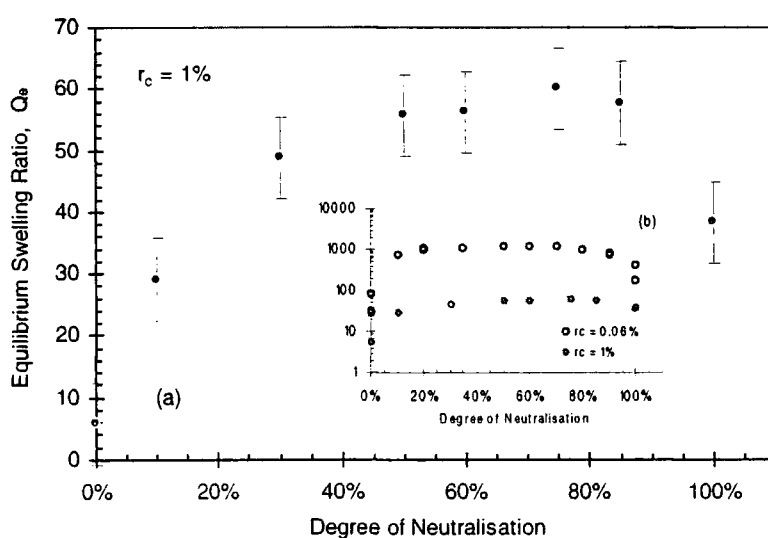 70
r_c = 1%
60
50
40
30
20
10
0
Equilibrium Swelling Ratio, Q_e
(a)
0% 20% 40% 60% 80% 100%
Degree of Neutralisation
(b)
10000
1000
100
10
1
rc = 0.06%
rc = 1%
0% 20% 40% 60% 80% 100%
Degree of Neutralisation